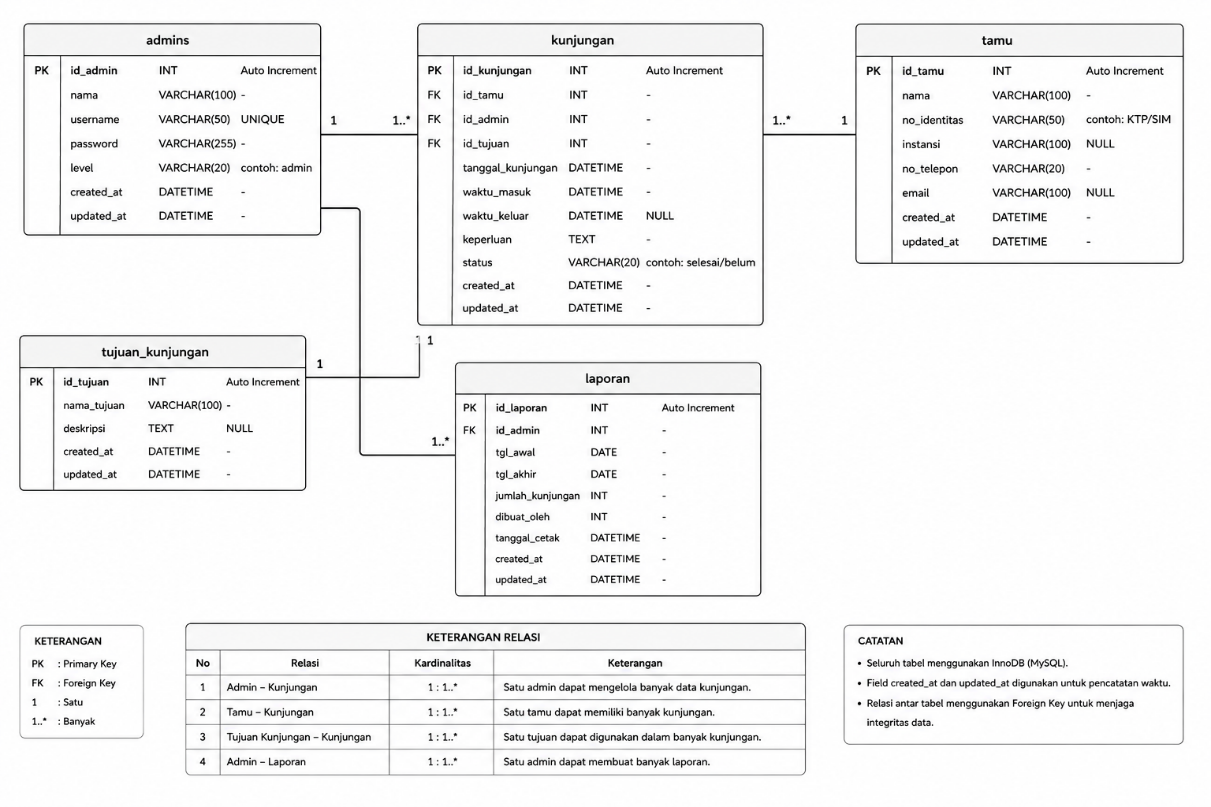 admins
PK id_admin INT Auto Increment
nama VARCHAR(100) -
username VARCHAR(50) UNIQUE
password VARCHAR(255) -
level VARCHAR(20) contoh: admin
created_at DATETIME -
updated_at DATETIME -
1 1..*
kunjungan
PK id_kunjungan INT Auto Increment
FK id_tamu INT -
FK id_admin INT -
FK id_tujuan INT -
tanggal_kunjungan DATETIME -
waktu_masuk DATETIME -
waktu_keluar DATETIME NULL
keperluan TEXT -
status VARCHAR(20) contoh: selesai/belum
created_at DATETIME -
updated_at DATETIME -
1..* 1
tamu
PK id_tamu INT Auto Increment
nama VARCHAR(100) -
no_identitas VARCHAR(50) contoh: KTP/SIM
instansi VARCHAR(100) NULL
no_telepon VARCHAR(20) -
email VARCHAR(100) NULL
created_at DATETIME -
updated_at DATETIME -
tujuan_kunjungan
PK id_tujuan INT Auto Increment
nama_tujuan VARCHAR(100) -
deskripsi TEXT NULL
created_at DATETIME -
updated_at DATETIME -
1
1
1..*
laporan
PK id_laporan INT Auto Increment
FK id_admin INT -
tgl_awal DATE -
tgl_akhir DATE -
jumlah_kunjungan INT -
dibuat_oleh INT -
tanggal_cetak DATETIME -
created_at DATETIME -
updated_at DATETIME -
KETERANGAN
PK : Primary Key
FK : Foreign Key
1 : Satu
1..* : Banyak
KETERANGAN RELASI
No Relasi Kardinalitas Keterangan
1 Admin – Kunjungan 1 : 1..* Satu admin dapat mengelola banyak data kunjungan.
2 Tamu – Kunjungan 1 : 1..* Satu tamu dapat memiliki banyak kunjungan.
3 Tujuan Kunjungan – Kunjungan 1 : 1..* Satu tujuan dapat digunakan dalam banyak kunjungan.
4 Admin – Laporan 1 : 1..* Satu admin dapat membuat banyak laporan.
CATATAN
• Seluruh tabel menggunakan InnoDB (MySQL).
• Field created_at dan updated_at digunakan untuk pencatatan waktu.
• Relasi antar tabel menggunakan Foreign Key untuk menjaga
integritas data.